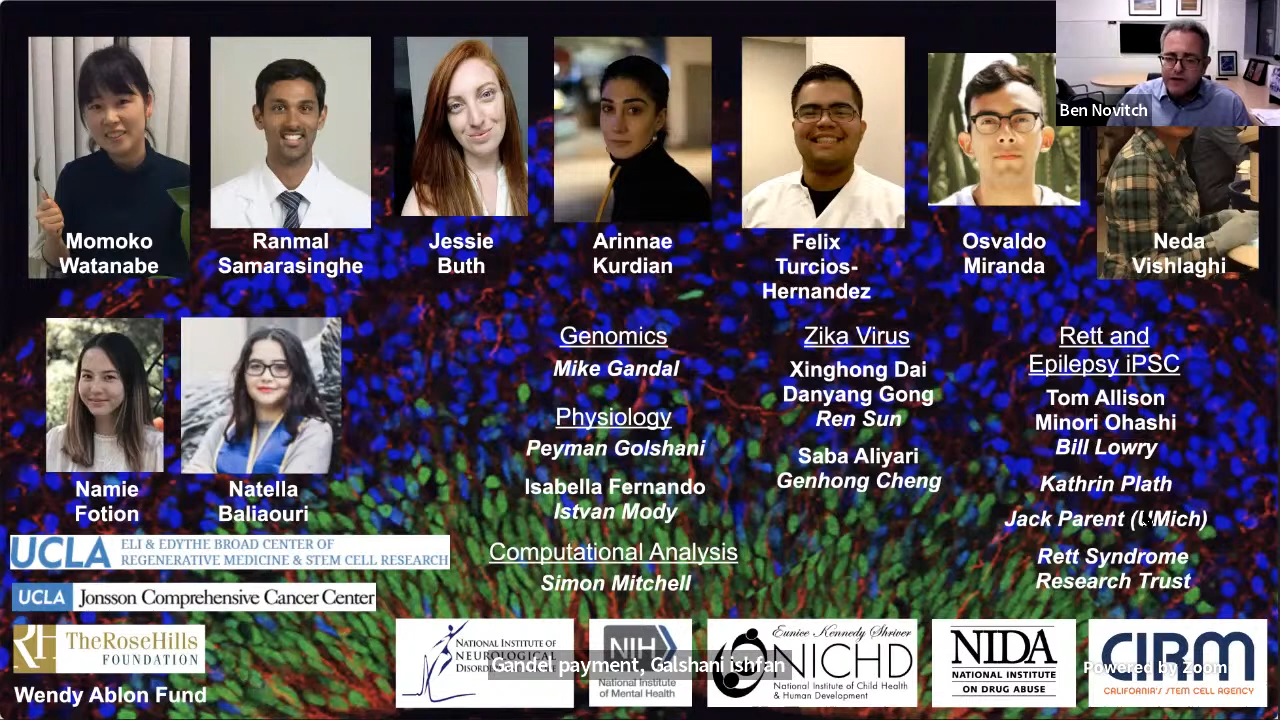 Ben Novitch
Momoko
Watanabe
Ranmal
Samarasinghe
Jessie
Buth
Arinnae
Kurdian
Felix
Turcios-
Hernandez
Osvaldo
Miranda
Neda
Vishlaghi
Namie
Fotion
Natella
Baliaouri
Genomics
Mike Gandal
Physiology
Peyman Golshani
Isabella Fernando
Istvan Mody
Computational Analysis
Simon Mitchell
Zika Virus
Xinghong Dai
Danyang Gong
Ren Sun
Saba Aliyari
Genhong Cheng
Rett and
Epilepsy iPSC
Tom Allison
Minori Ohashi
Bill Lowry
Kathrin Plath
Jack Parent (UMich)
Rett Syndrome
Research Trust
UCLA
ELI & EDYTHE BROAD CENTER OF
REGENERATIVE MEDICINE & STEM CELL RESEARCH
UCLA
Jonsson Comprehensive Cancer Center
RH
TheRoseHills
FOUNDATION
Wendy Ablon Fund
NATIONAL INSTITUTE OF
NEUROLOGICAL
NIH
National Institute
of Mental Health
Eunice Kennedy Shriver
NICHD
National Institute of Child Health
& Human Development
NIDA
NATIONAL INSTITUTE
ON DRUG ABUSE
CIRM
CALIFORNIA'S STEM CELL AGENCY
Gandel payment, Galshani ishfan
Powered by Zoom